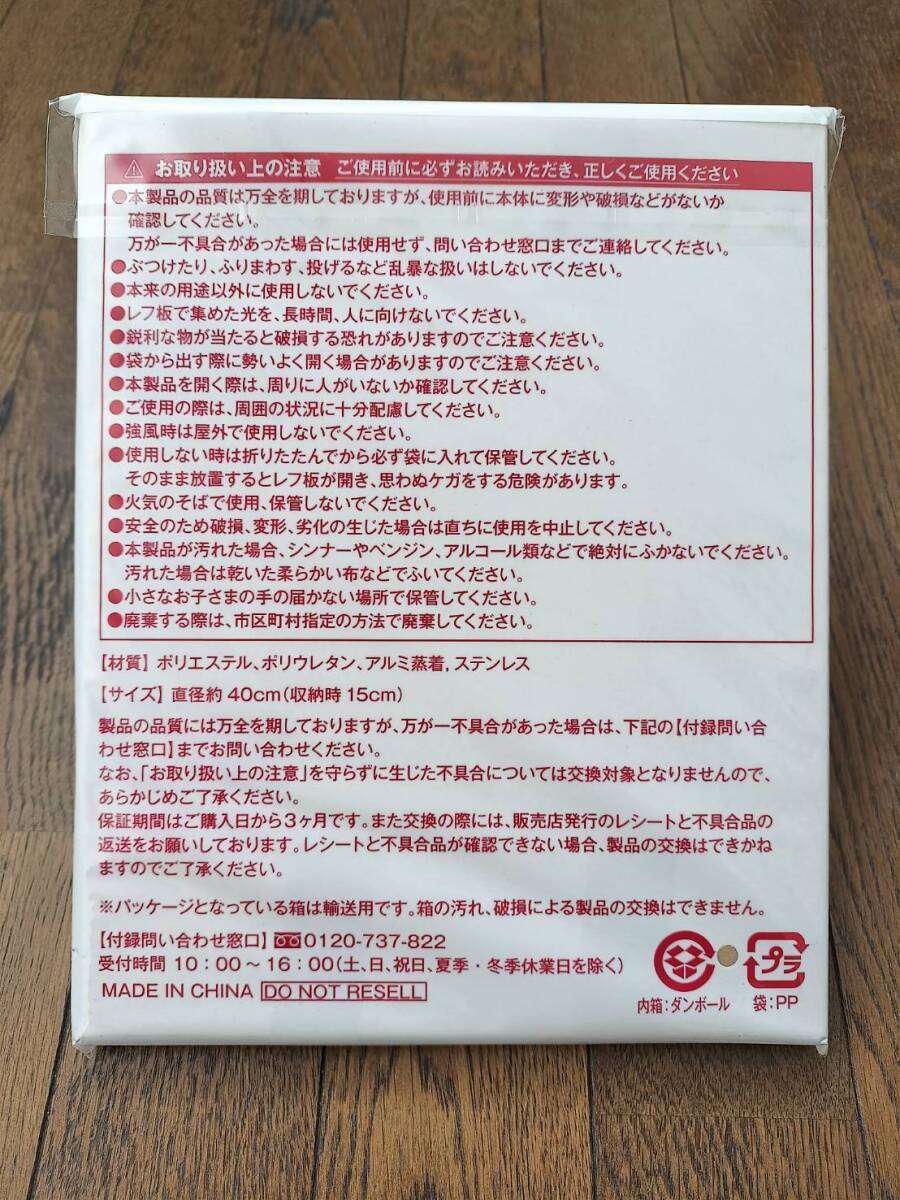 ⚠ お取り扱い上の注意 ご使用前に必ずお読みいただき、正しくご使用ください
●本製品の品質は万全を期しておりますが、使用前に本体に変形や破損などがないか
確認してください。
万が一不具合があった場合には使用せず、問い合わせ窓口までご連絡してください。
●ぶつけたり、ふりまわす、投げるなど乱暴な扱いはしないでください。
●本来の用途以外に使用しないでください。
●レフ板で集めた光を、長時間、人に向けないでください。
●鋭利な物が当たると破損する恐れがありますのでご注意ください。
●袋から出す際に勢いよく開く場合がありますのでご注意ください。
●本製品を開く際は、周りに人がいないか確認してください。
●ご使用の際は、周囲の状況に十分配慮してください。
●強風時は屋外で使用しないでください。
●使用しない時は折りたたんでから必ず袋に入れて保管してください。
そのまま放置するとレフ板が開き、思わぬケガをする危険があります。
●火気のそばで使用、保管しないでください。
●安全のため破損、変形、劣化の生じた場合は直ちに使用を中止してください。
●本製品が汚れた場合、シンナーやベンジン、アルコール類などで絶対にふかないでください。
汚れた場合は乾いた柔らかい布などでふいてください。
●小さなお子さまの手の届かない場所で保管してください。
●廃棄する際は、市区町村指定の方法で廃棄してください。
【材質】ポリエステル、ポリウレタン、アルミ蒸着,ステンレス
【サイズ】直径約40cm(収納時15cm)
製品の品質には万全を期しておりますが、万が一不具合があった場合は、下記の【付録問い合
わせ窓口】までお問い合わせください。
なお、「お取り扱い上の注意」を守らずに生じた不具合については交換対象となりませんので、
あらかじめご了承ください。
保証期間はご購入日から3ヶ月です。また交換の際には、販売店発行のレシートと不具合品の
返送をお願いしております。レシートと不具合品が確認できない場合、製品の交換はできかね
ますのでご了承ください。
※パッケージとなっている箱は輸送用です。箱の汚れ、破損による製品の交換はできません。
【付録問い合わせ窓口】0120-737-822
受付時間 10:00~16:00(土、日、祝日、夏季・冬季休業日を除く)
MADE IN CHINA DO NOT RESELL
プラ
内箱:ダンボール 袋:PP